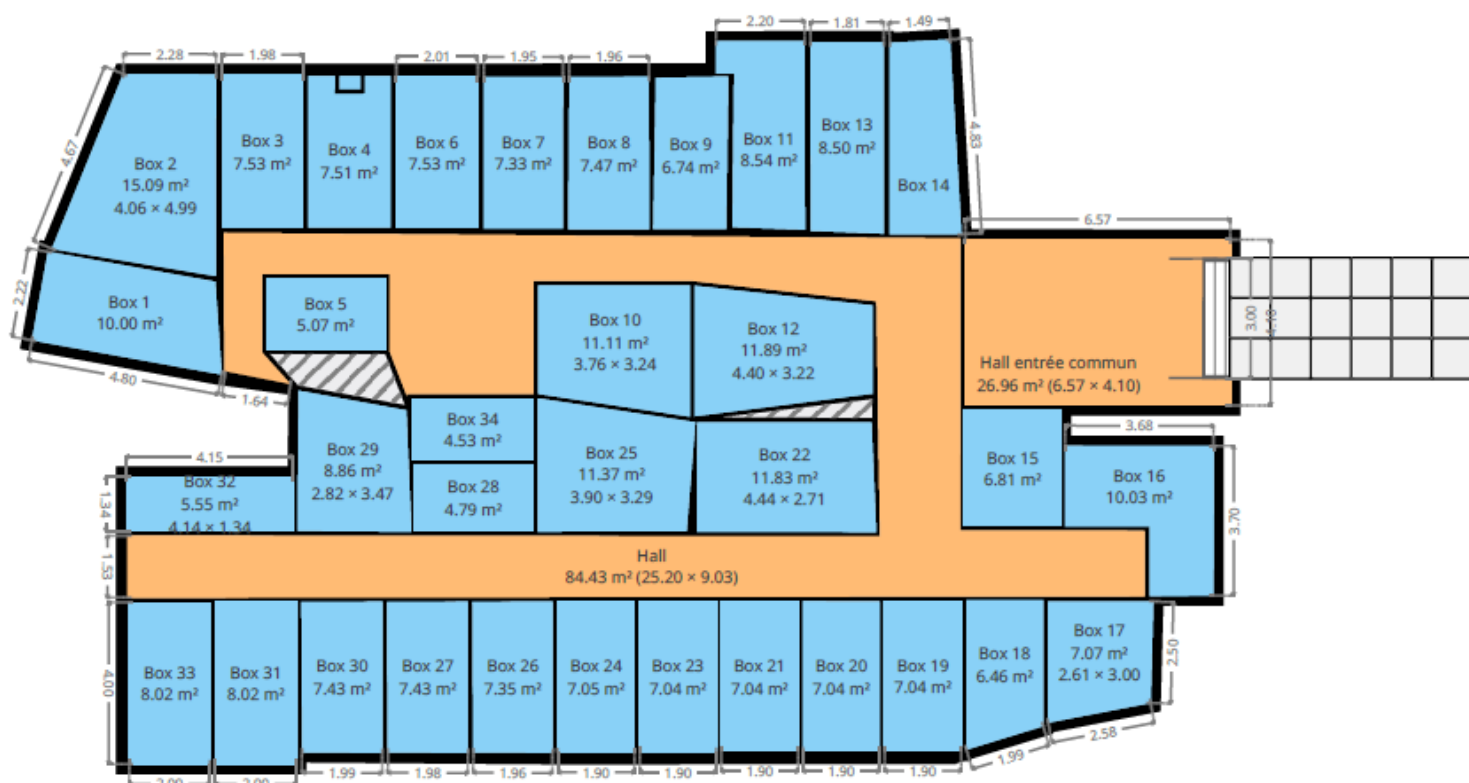 2.28
1.98
2.01
1.95
1.96
2.20
1.81
1.49
4.67
4.83
Box 2
15.09 m²
4.06 × 4.99
Box 3
7.53 m²
Box 4
7.51 m²
Box 6
7.53 m²
Box 7
7.33 m²
Box 8
7.47 m²
Box 9
6.74 m²
Box 11
8.54 m²
Box 13
8.50 m²
Box 14
6.57
2.22
Box 1
10.00 m²
4.80
1.64
Box 5
5.07 m²
Box 10
11.11 m²
3.76 × 3.24
Box 12
11.89 m²
4.40 × 3.22
Hall entrée commun
26.96 m² (6.57 × 4.10)
3.00
4.10
4.15
1.34
Box 32
5.55 m²
4.14 × 1.34
Box 29
8.86 m²
2.82 × 3.47
Box 34
4.53 m²
Box 28
4.79 m²
Box 25
11.37 m²
3.90 × 3.29
Box 22
11.83 m²
4.44 × 2.71
Box 15
6.81 m²
3.68
Box 16
10.03 m²
3.70
1.53
Hall
84.43 m² (25.20 × 9.03)
4.00
Box 33
8.02 m²
Box 31
8.02 m²
Box 30
7.43 m²
Box 27
7.43 m²
Box 26
7.35 m²
Box 24
7.05 m²
Box 23
7.04 m²
Box 21
7.04 m²
Box 20
7.04 m²
Box 19
7.04 m²
Box 18
6.46 m²
Box 17
7.07 m²
2.61 × 3.00
2.50
1.99
1.98
1.96
1.90
1.90
1.90
1.90
1.90
1.99
2.58